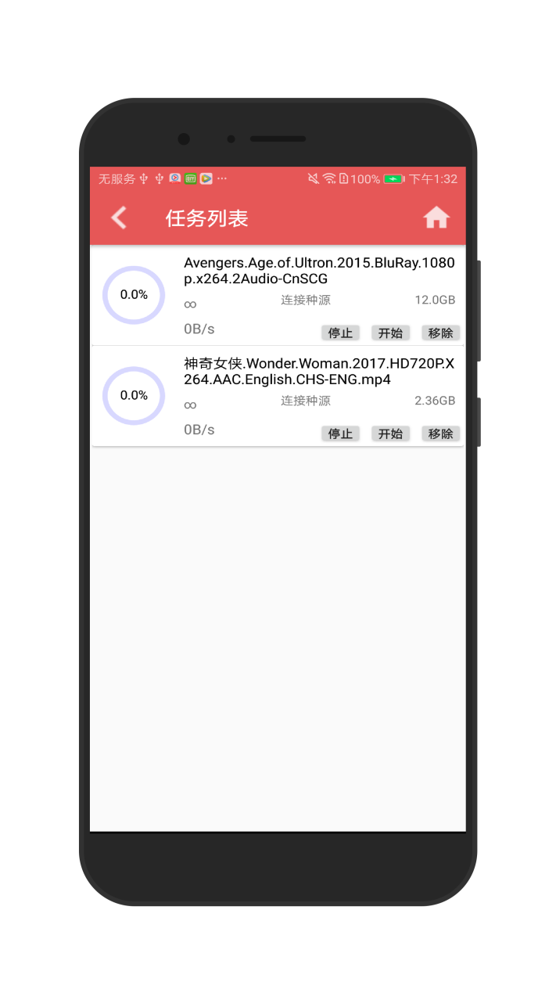 无服务 ··· 100% 下午1:32
任务列表
Avengers.Age.of.Ultron.2015.BluRay.1080
p.x264.2Audio-CnSCG
0.0%
∞ 连接种源 12.0GB
0B/s 停止 开始 移除
神奇女侠.Wonder.Woman.2017.HD720P.X
264.AAC.English.CHS-ENG.mp4
0.0%
∞ 连接种源 2.36GB
0B/s 停止 开始 移除